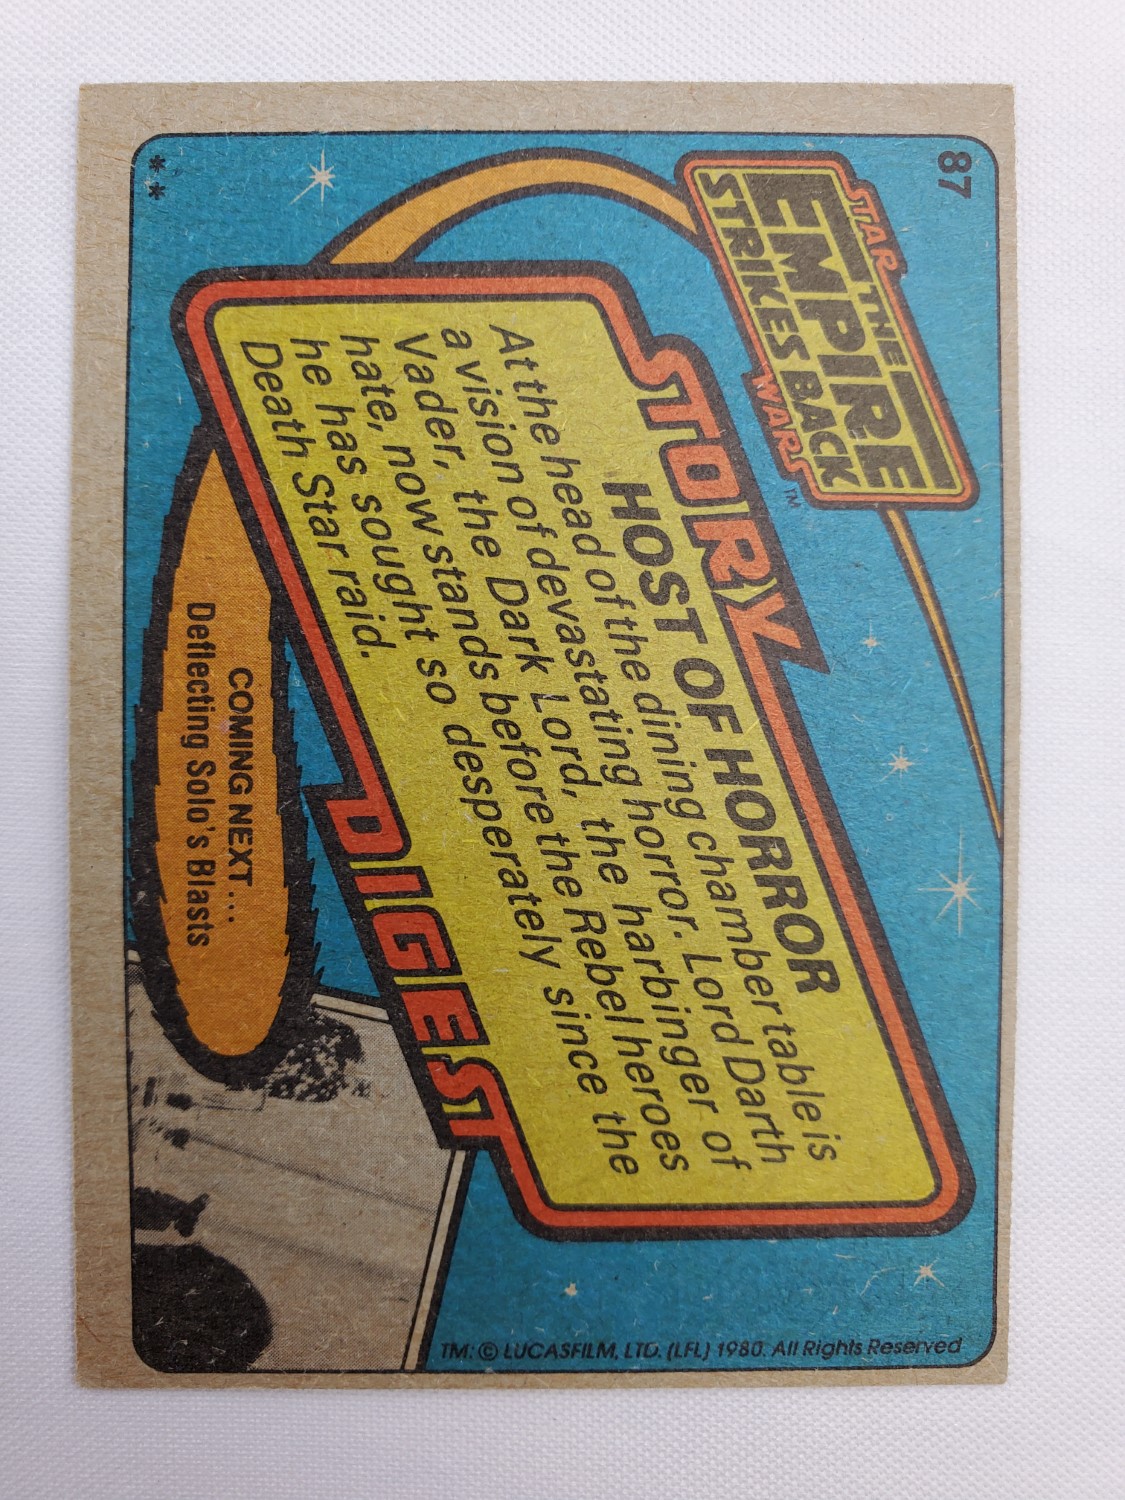 87
STAR
THE
EMPIRE
STRIKES BACK
WARS ™
STORY
HOST OF HORROR
At the head of the dining chamber table is
a vision of devastating horror. Lord Darth
Vader, the Dark Lord, the harbinger of
hate, now stands before the Rebel heroes
he has sought so desperately since the
Death Star raid.
DIGEST
COMING NEXT...
Deflecting Solo's Blasts
**
TM: © LUCASFILM, LTD. (LFL) 1980. All Rights Reserved